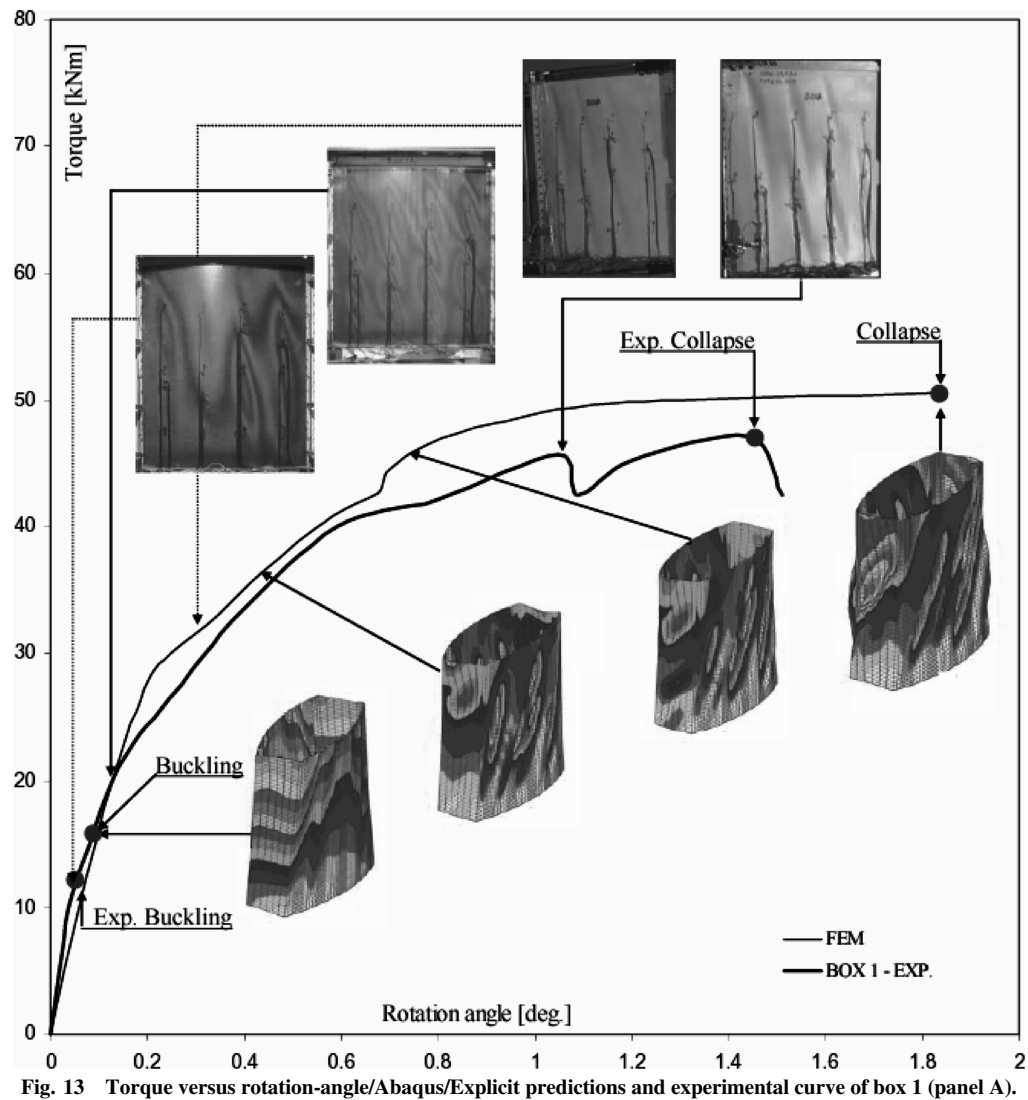 80
70
60
50
40
30
20
10
0
Torque [kNm]
Exp. Collapse
Collapse
Buckling
Exp. Buckling
FEM
BOX 1 - EXP.
Rotation angle [deg.]
0 0.2 0.4 0.6 0.8 1 1.2 1.4 1.6 1.8 2
Fig. 13 Torque versus rotation-angle/Abaqus/Explicit predictions and experimental curve of box 1 (panel A).